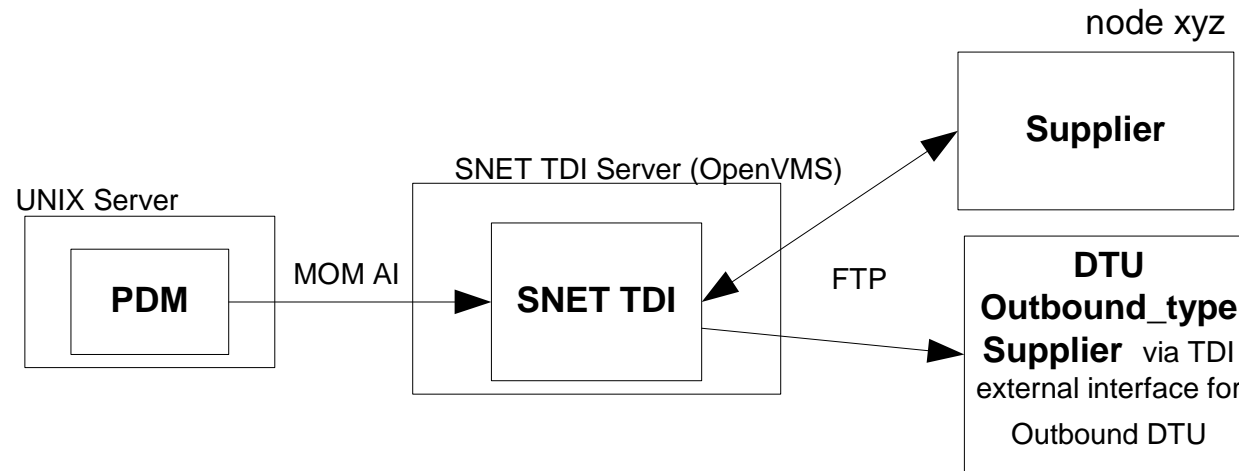 node xyz
Supplier
SNET TDI Server (OpenVMS)
UNIX Server
PDM
MOM AI
SNET TDI
FTP
DTU
Outbound_type
Supplier via TDI
external interface for
Outbound DTU